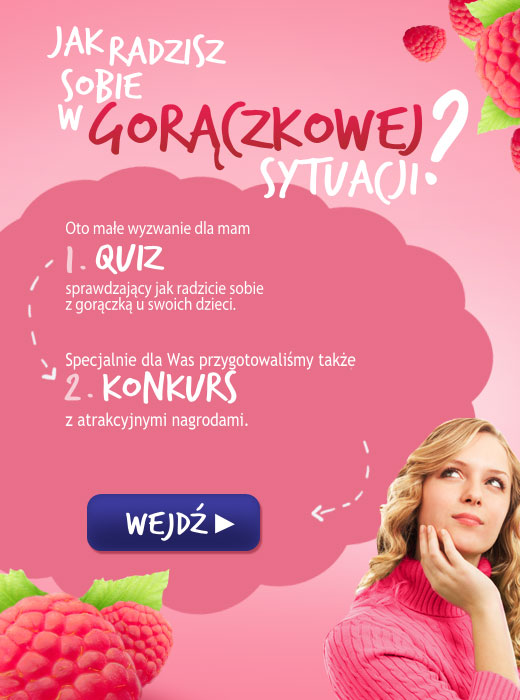 JAK RADZISZ
SOBIE
W GORĄCZKOWEJ
SYTUACJI?
Oto małe wyzwanie dla mam
1. QUIZ
sprawdzający jak radzicie sobie
z gorączką u swoich dzieci.
Specjalnie dla Was przygotowaliśmy także
2. KONKURS
z atrakcyjnymi nagrodami.
WEJDŹ